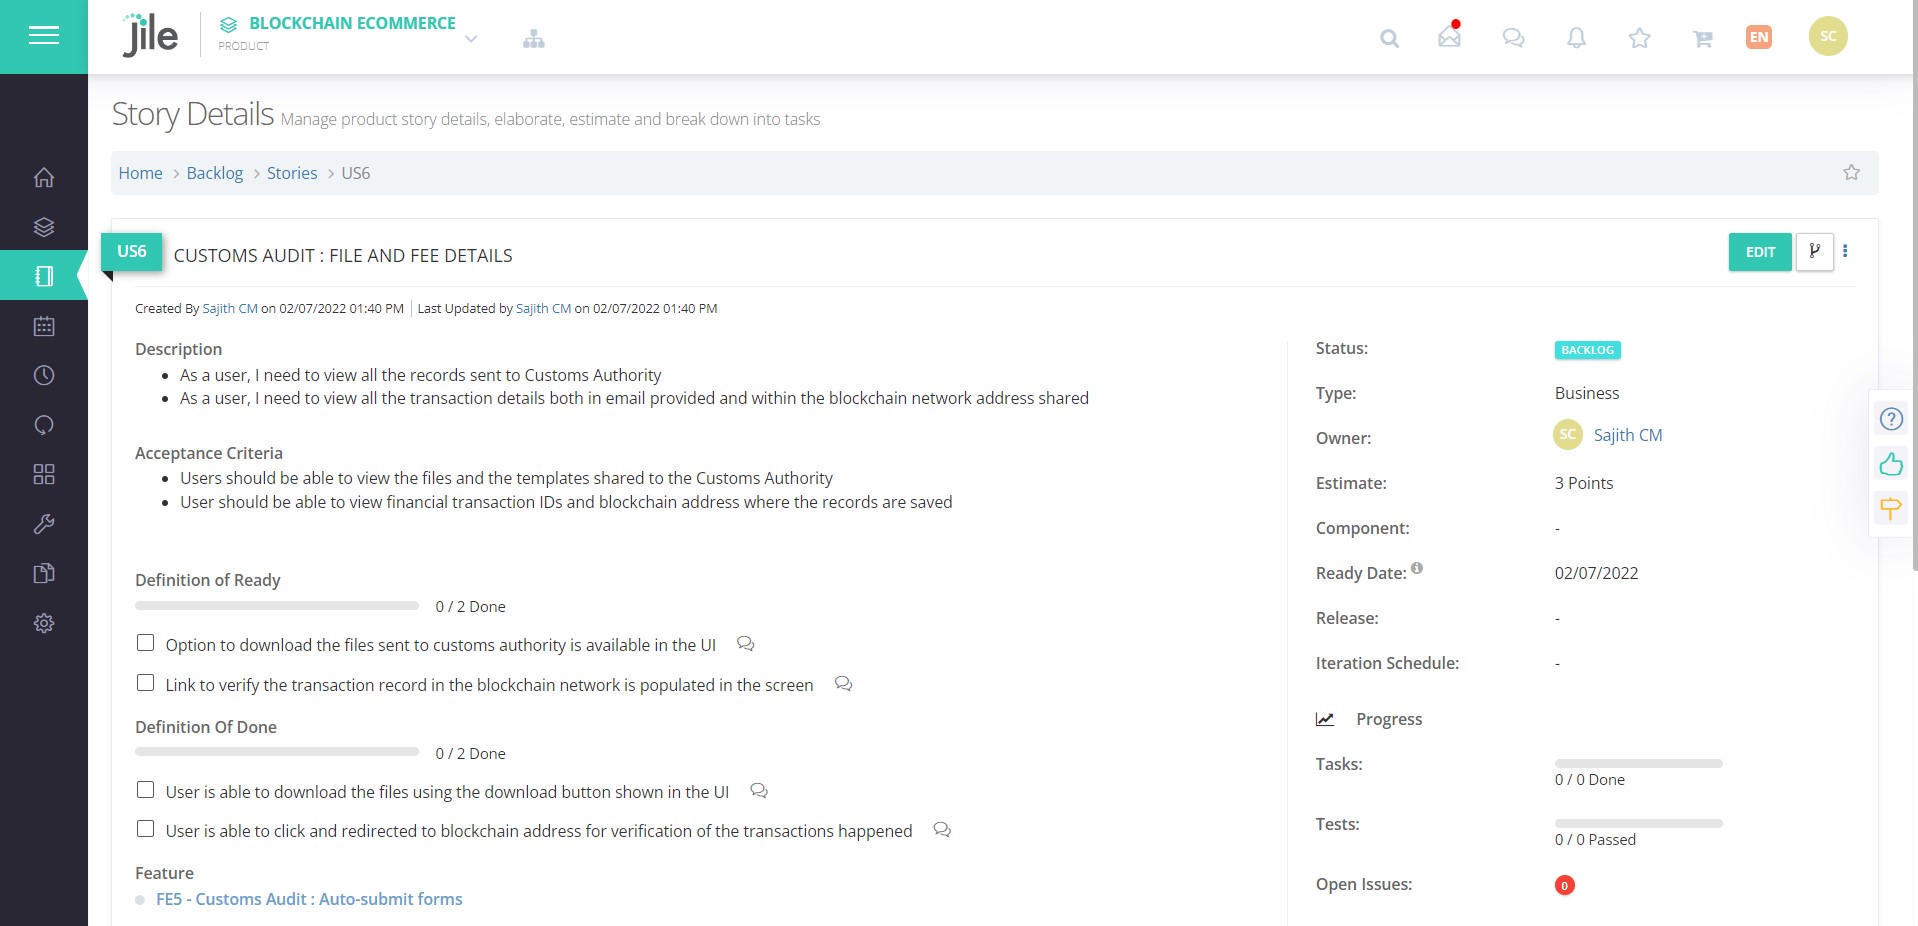 jile
BLOCKCHAIN ECOMMERCE
PRODUCT
EN
SC
Story Details Manage product story details, elaborate, estimate and break down into tasks
Home > Backlog > Stories > US6
US6
CUSTOMS AUDIT : FILE AND FEE DETAILS
EDIT
Created By Sajith CM on 02/07/2022 01:40 PM | Last Updated by Sajith CM on 02/07/2022 01:40 PM
Description
• As a user, I need to view all the records sent to Customs Authority
• As a user, I need to view all the transaction details both in email provided and within the blockchain network address shared
Acceptance Criteria
• Users should be able to view the files and the templates shared to the Customs Authority
• User should be able to view financial transaction IDs and blockchain address where the records are saved
Definition of Ready
0 / 2 Done
Option to download the files sent to customs authority is available in the UI
Link to verify the transaction record in the blockchain network is populated in the screen
Definition Of Done
0 / 2 Done
User is able to download the files using the download button shown in the UI
User is able to click and redirected to blockchain address for verification of the transactions happened
Feature
FE5 - Customs Audit : Auto-submit forms
Status: BACKLOG
Type: Business
Owner: SC Sajith CM
Estimate: 3 Points
Component: -
Ready Date: 02/07/2022
Release: -
Iteration Schedule: -
Progress
Tasks:
0 / 0 Done
Tests:
0 / 0 Passed
Open Issues: 0